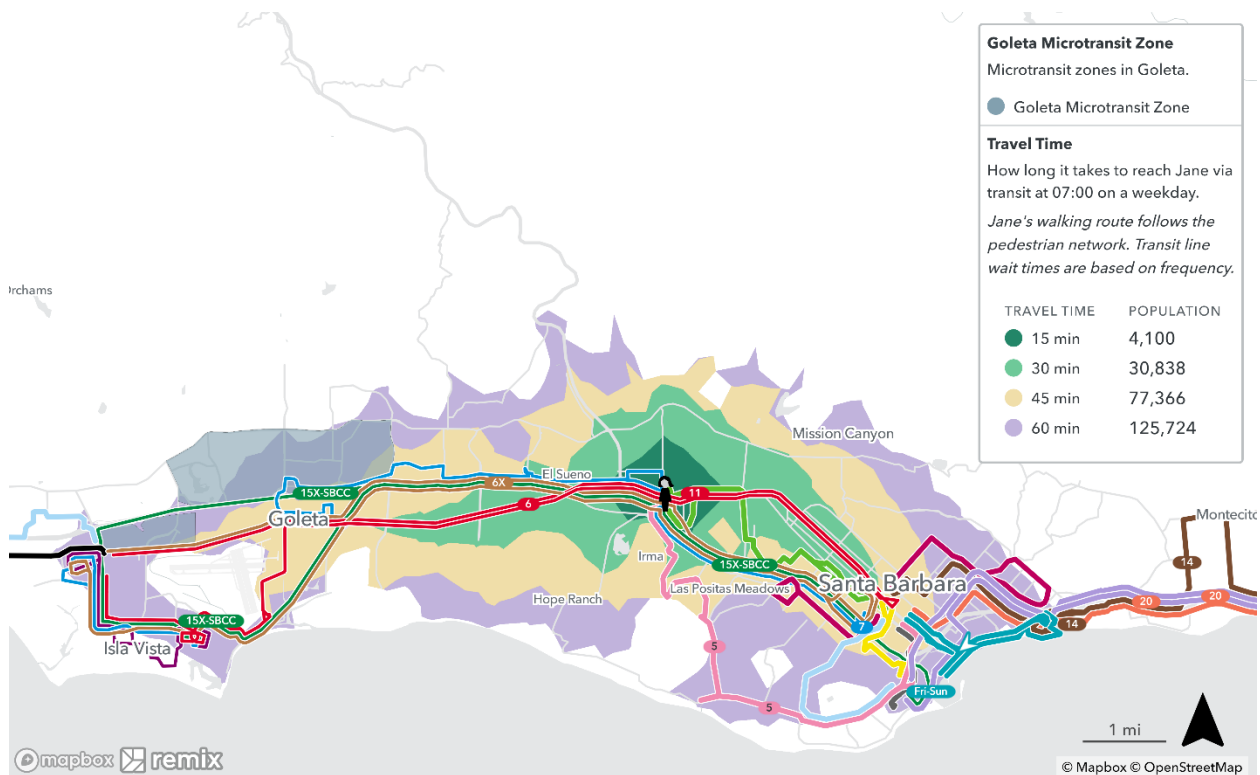 Goleta Microtransit Zone
Microtransit zones in Goleta.
Goleta Microtransit Zone
Travel Time
How long it takes to reach Jane via
transit at 07:00 on a weekday.
Jane's walking route follows the
pedestrian network. Transit line
wait times are based on frequency.
TRAVEL TIME POPULATION
15 min 4,100
30 min 30,838
45 min 77,366
60 min 125,724
Orchams
Mission Canyon
El Sueno
6X
15X-SBCC
11
6
Goleta
Montecito
Irma
14
15X-SBCC
Santa Barbara
Las Positas Meadows
Hope Ranch
20
20
15X-SBCC
7
14
Isla Vista
5
Fri-Sun
5
1 mi
mapbox remix
© Mapbox © OpenStreetMap